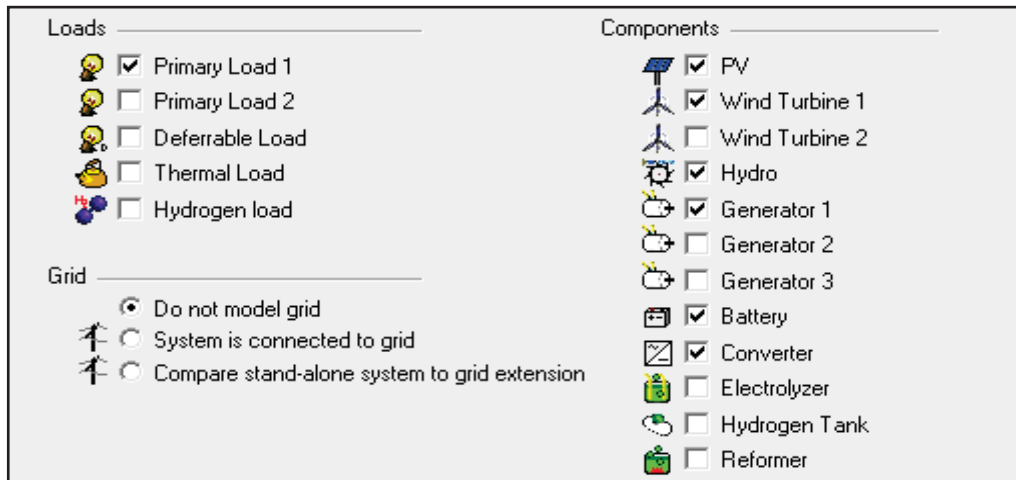 Loads
Primary Load 1
Primary Load 2
Deferrable Load
Thermal Load
H2
Hydrogen load
Grid
Do not model grid
System is connected to grid
Compare stand-alone system to grid extension
Components
PV
Wind Turbine 1
Wind Turbine 2
Hydro
Generator 1
Generator 2
Generator 3
Battery
Converter
Electrolyzer
Hydrogen Tank
Reformer